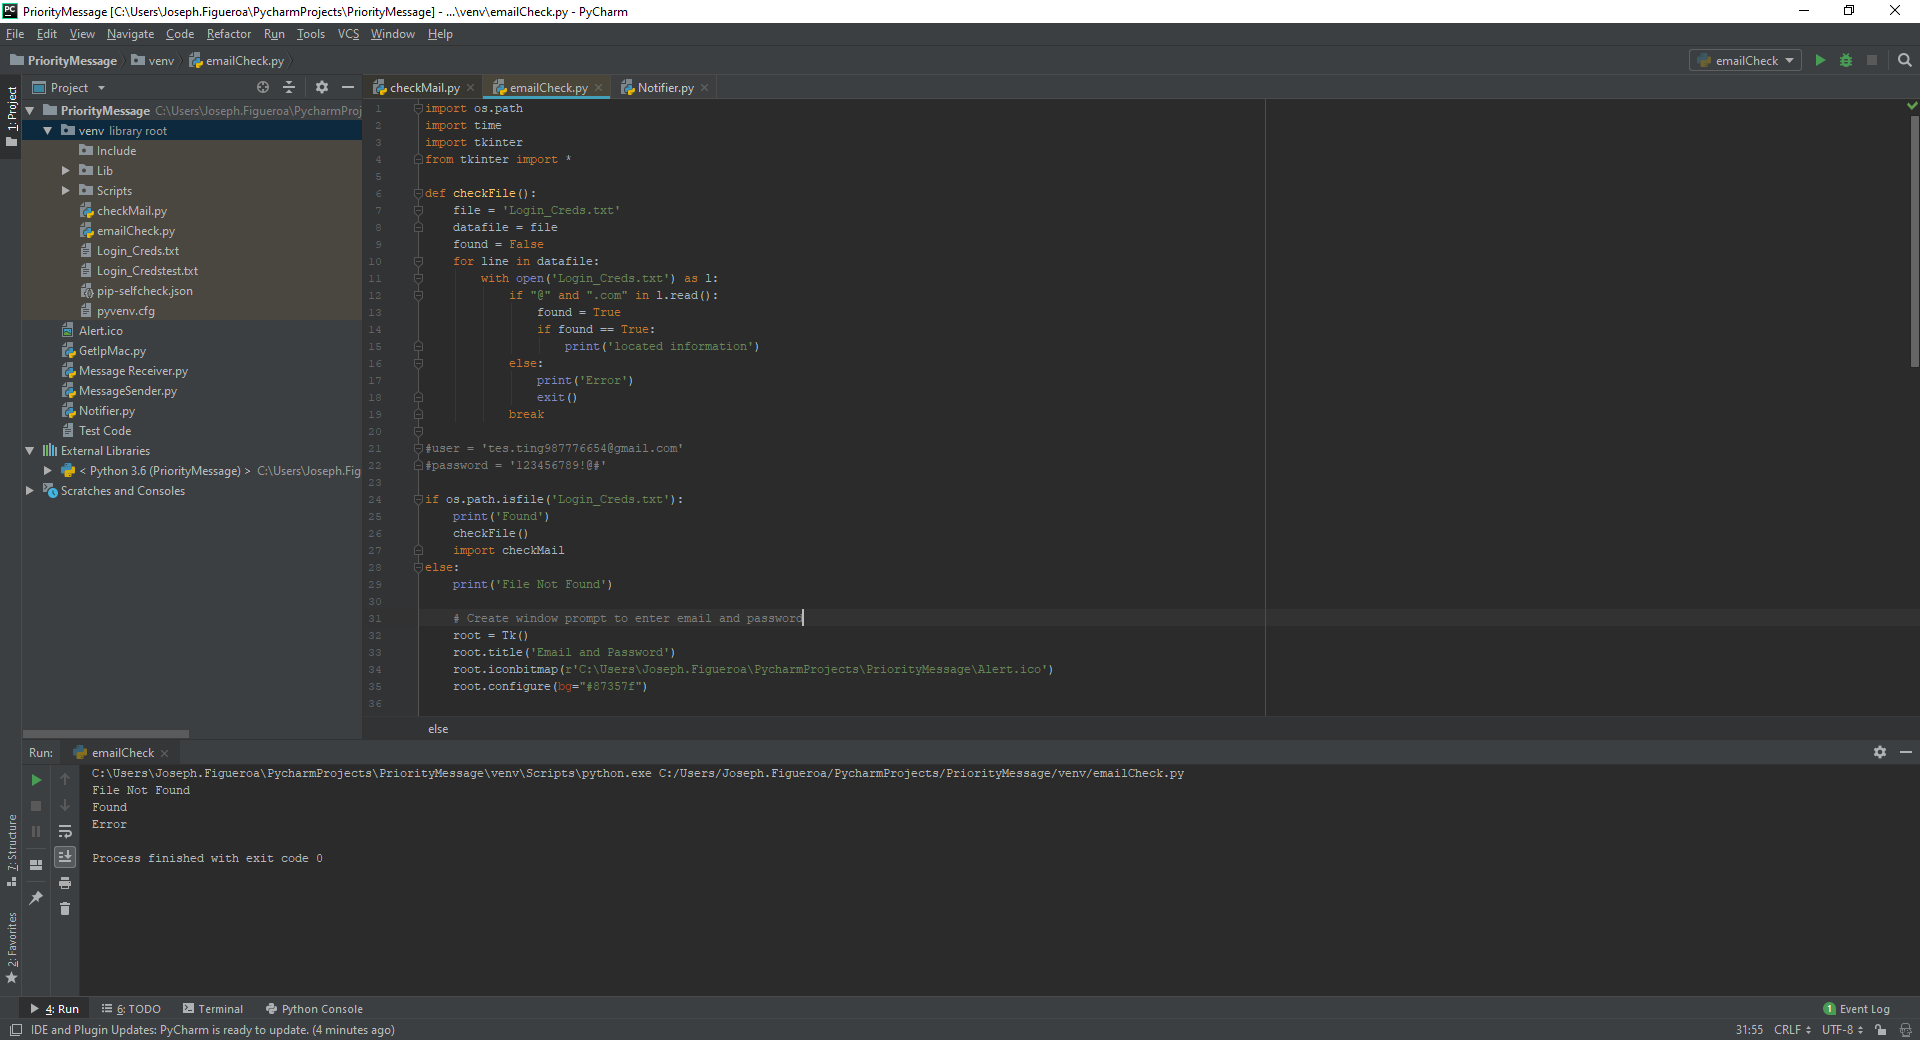 PriorityMessage [C:\Users\Joseph.Figueroa\PycharmProjects\PriorityMessage] - ...\venv\emailCheck.py - PyCharm
File Edit View Navigate Code Refactor Run Tools VCS Window Help
PriorityMessage venv emailCheck.py
emailCheck
Project
checkMail.py emailCheck.py Notifier.py
1: Project
PriorityMessage C:\Users\Joseph.Figueroa\PycharmProj
venv library root
Include
Lib
Scripts
checkMail.py
emailCheck.py
Login_Creds.txt
Login_Credstest.txt
pip-selfcheck.json
pyvenv.cfg
Alert.ico
GetIpMac.py
Message Receiver.py
MessageSender.py
Notifier.py
Test Code
External Libraries
< Python 3.6 (PriorityMessage) > C:\Users\Joseph.Fig
Scratches and Consoles
1 import os.path
2 import time
3 import tkinter
4 from tkinter import *
5
6 def checkFile():
7 file = 'Login_Creds.txt'
8 datafile = file
9 found = False
10 for line in datafile:
11 with open('Login_Creds.txt') as l:
12 if "@" and ".com" in l.read():
13 found = True
14 if found == True:
15 print('located information')
16 else:
17 print('Error')
18 exit()
19 break
20
21 #user = 'tes.ting987776654@gmail.com'
22 #password = '123456789!@#'
23
24 if os.path.isfile('Login_Creds.txt'):
25 print('Found')
26 checkFile()
27 import checkMail
28 else:
29 print('File Not Found')
30
31 # Create window prompt to enter email and password
32 root = Tk()
33 root.title('Email and Password')
34 root.iconbitmap(r'C:\Users\Joseph.Figueroa\PycharmProjects\PriorityMessage\Alert.ico')
35 root.configure(bg="#87357f")
36
else
Run: emailCheck
C:\Users\Joseph.Figueroa\PycharmProjects\PriorityMessage\venv\Scripts\python.exe C:/Users/Joseph.Figueroa/PycharmProjects/PriorityMessage/venv/emailCheck.py
File Not Found
Found
Error
Process finished with exit code 0
7: Structure
2: Favorites
4: Run 6: TODO Terminal Python Console
1 Event Log
IDE and Plugin Updates: PyCharm is ready to update. (4 minutes ago)
31:55 CRLF UTF-8